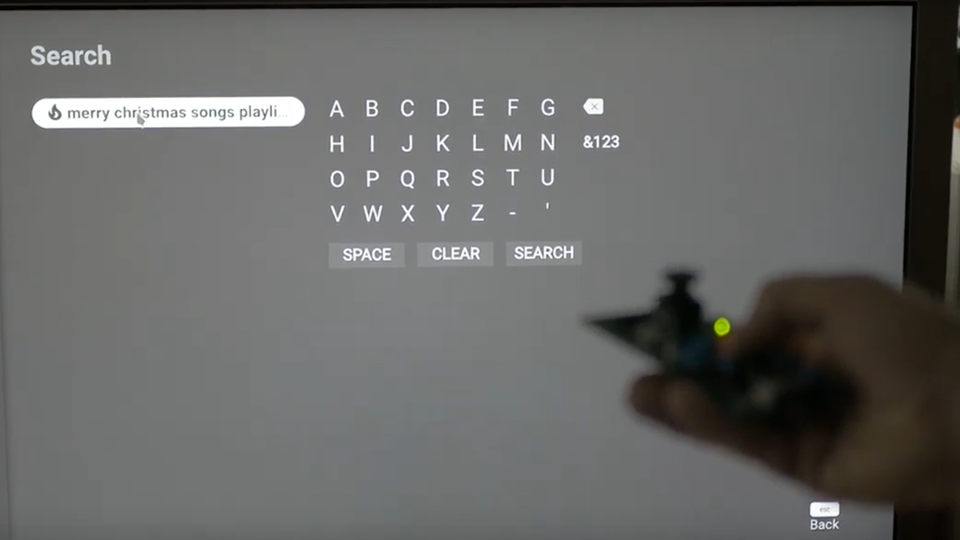 Search
merry christmas songs playli...
A B C D E F G
H I J K L M N &123
O P Q R S T U
V W X Y Z - '
SPACE CLEAR SEARCH
esc
Back